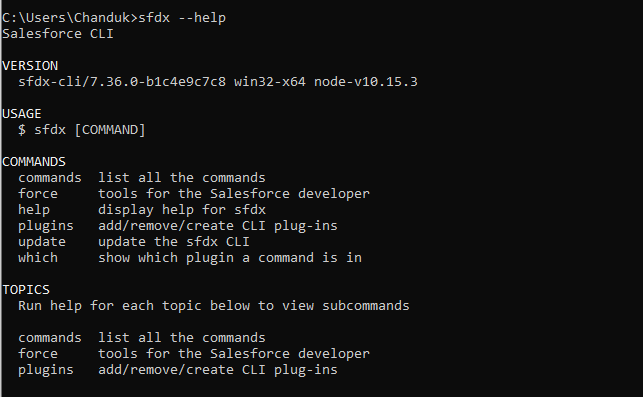 C:\Users\Chanduk>sfdx --help
Salesforce CLI
VERSION
sfdx-cli/7.36.0-b1c4e9c7c8 win32-x64 node-v10.15.3
USAGE
$ sfdx [COMMAND]
COMMANDS
commands  list all the commands
force     tools for the Salesforce developer
help      display help for sfdx
plugins   add/remove/create CLI plug-ins
update    update the sfdx CLI
which     show which plugin a command is in
TOPICS
Run help for each topic below to view subcommands
commands  list all the commands
force     tools for the Salesforce developer
plugins   add/remove/create CLI plug-ins